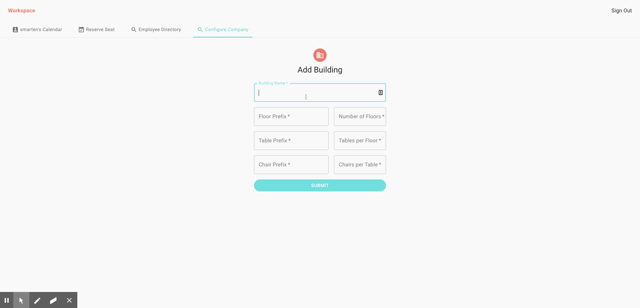 Workspace
Sign Out
smarten's Calendar
Reserve Seat
Employee Directory
Configure Company
Add Building
Building Name *
Floor Prefix *
Number of Floors *
Table Prefix *
Tables per Floor *
Chair Prefix *
Chairs per Table *
SUBMIT